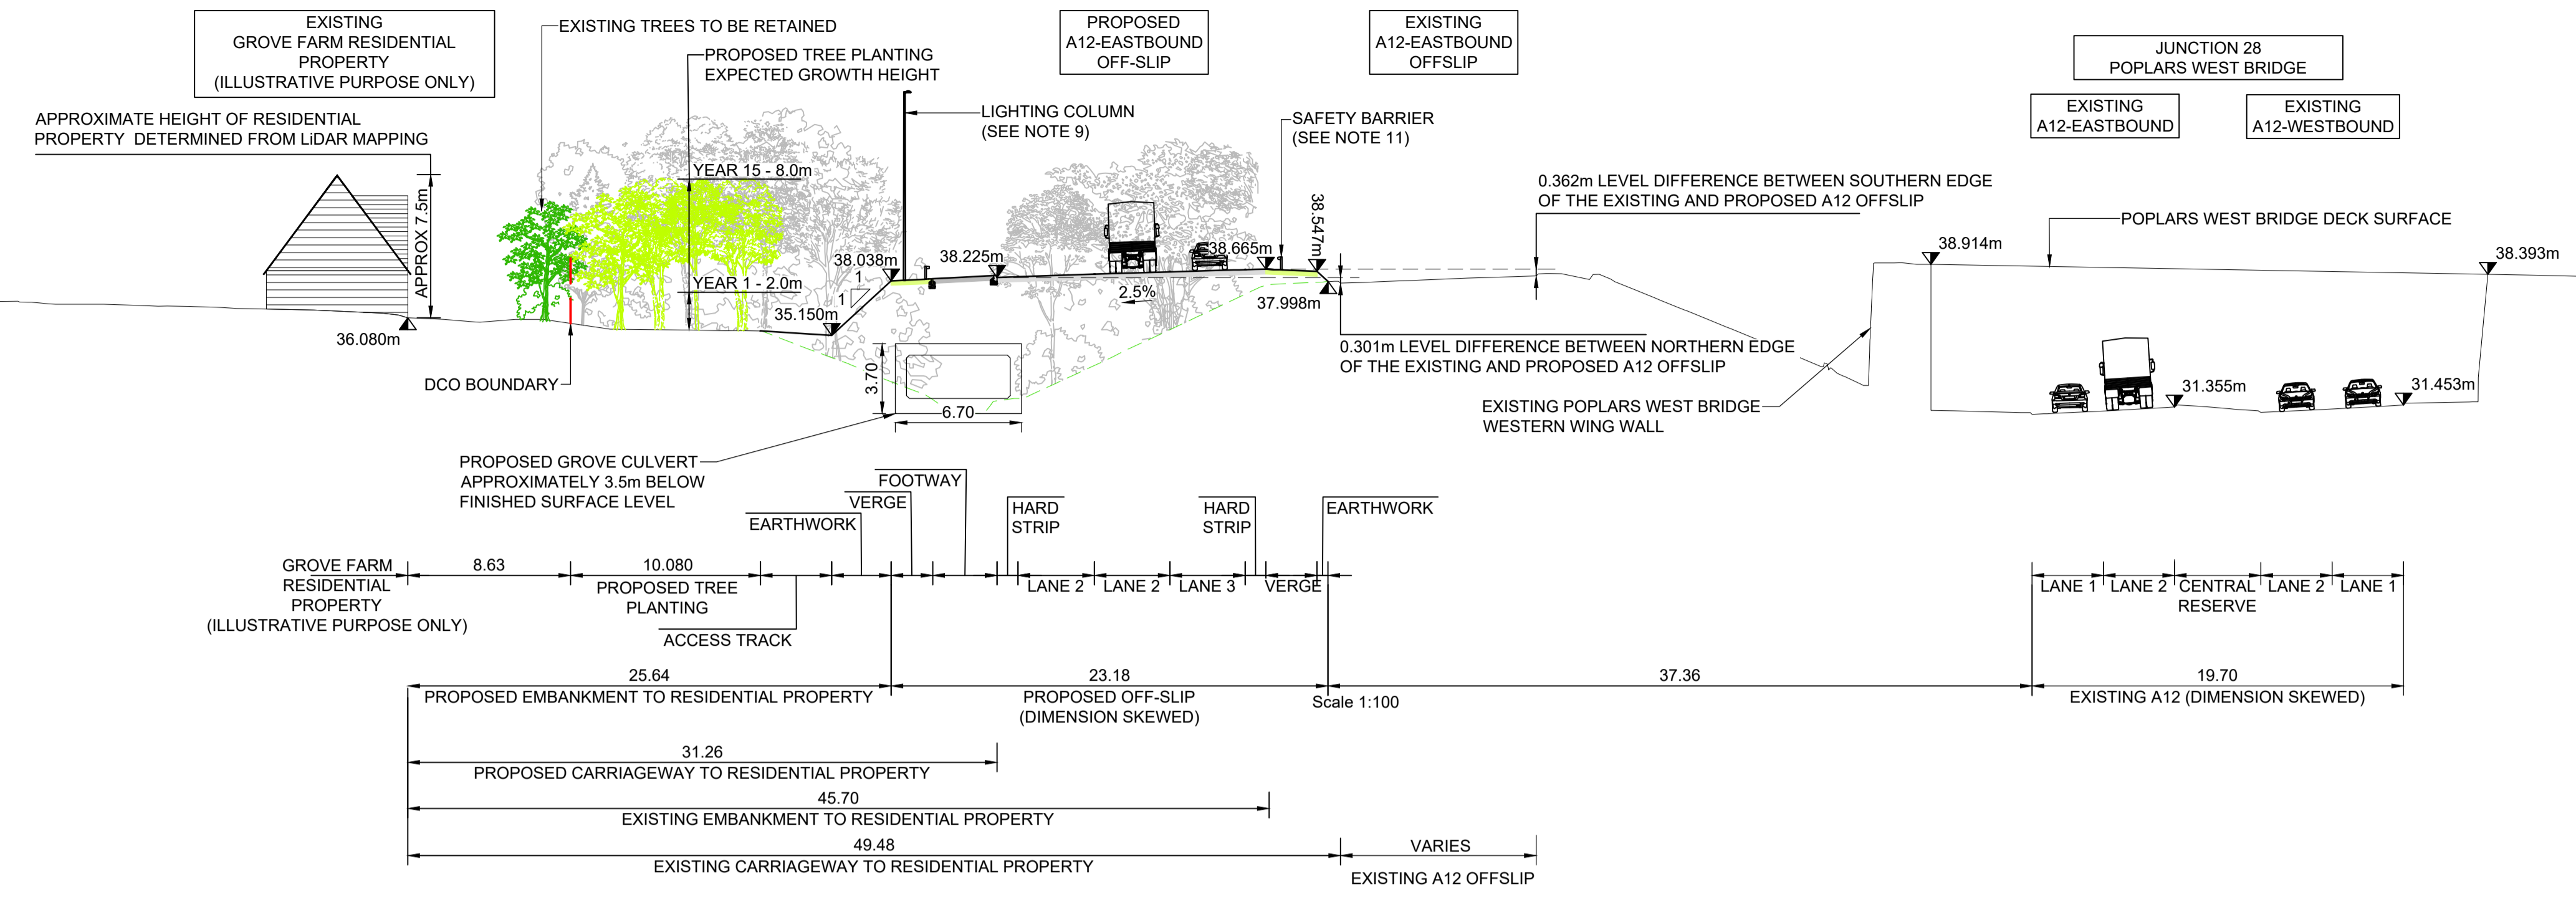 EXISTING
GROVE FARM RESIDENTIAL
PROPERTY
(ILLUSTRATIVE PURPOSE ONLY)
EXISTING TREES TO BE RETAINED
PROPOSED TREE PLANTING
EXPECTED GROWTH HEIGHT
PROPOSED
A12-EASTBOUND
OFF-SLIP
EXISTING
A12-EASTBOUND
OFFSLIP
JUNCTION 28
POPLARS WEST BRIDGE
EXISTING
A12-EASTBOUND
EXISTING
A12-WESTBOUND
APPROXIMATE HEIGHT OF RESIDENTIAL
PROPERTY DETERMINED FROM LiDAR MAPPING
LIGHTING COLUMN
(SEE NOTE 9)
SAFETY BARRIER
(SEE NOTE 11)
YEAR 15 - 8.0m
APPROX 7.5m
0.362m LEVEL DIFFERENCE BETWEEN SOUTHERN EDGE
OF THE EXISTING AND PROPOSED A12 OFFSLIP
POPLARS WEST BRIDGE DECK SURFACE
38.038m
38.225m
38.665m
38.547m
38.914m
38.393m
YEAR 1 - 2.0m
1
1
2.5%
37.998m
35.150m
36.080m
0.301m LEVEL DIFFERENCE BETWEEN NORTHERN EDGE
OF THE EXISTING AND PROPOSED A12 OFFSLIP
DCO BOUNDARY
3.70
6.70
31.355m
31.453m
EXISTING POPLARS WEST BRIDGE
WESTERN WING WALL
PROPOSED GROVE CULVERT
APPROXIMATELY 3.5m BELOW
FINISHED SURFACE LEVEL
FOOTWAY
VERGE
EARTHWORK
HARD
STRIP
HARD
STRIP
EARTHWORK
GROVE FARM
RESIDENTIAL
PROPERTY
(ILLUSTRATIVE PURPOSE ONLY)
8.63
10.080
PROPOSED TREE
PLANTING
ACCESS TRACK
LANE 2
LANE 2
LANE 3
VERGE
LANE 1
LANE 2
CENTRAL
RESERVE
LANE 2
LANE 1
25.64
PROPOSED EMBANKMENT TO RESIDENTIAL PROPERTY
23.18
PROPOSED OFF-SLIP
(DIMENSION SKEWED)
Scale 1:100
37.36
19.70
EXISTING A12 (DIMENSION SKEWED)
31.26
PROPOSED CARRIAGEWAY TO RESIDENTIAL PROPERTY
45.70
EXISTING EMBANKMENT TO RESIDENTIAL PROPERTY
49.48
EXISTING CARRIAGEWAY TO RESIDENTIAL PROPERTY
VARIES
EXISTING A12 OFFSLIP